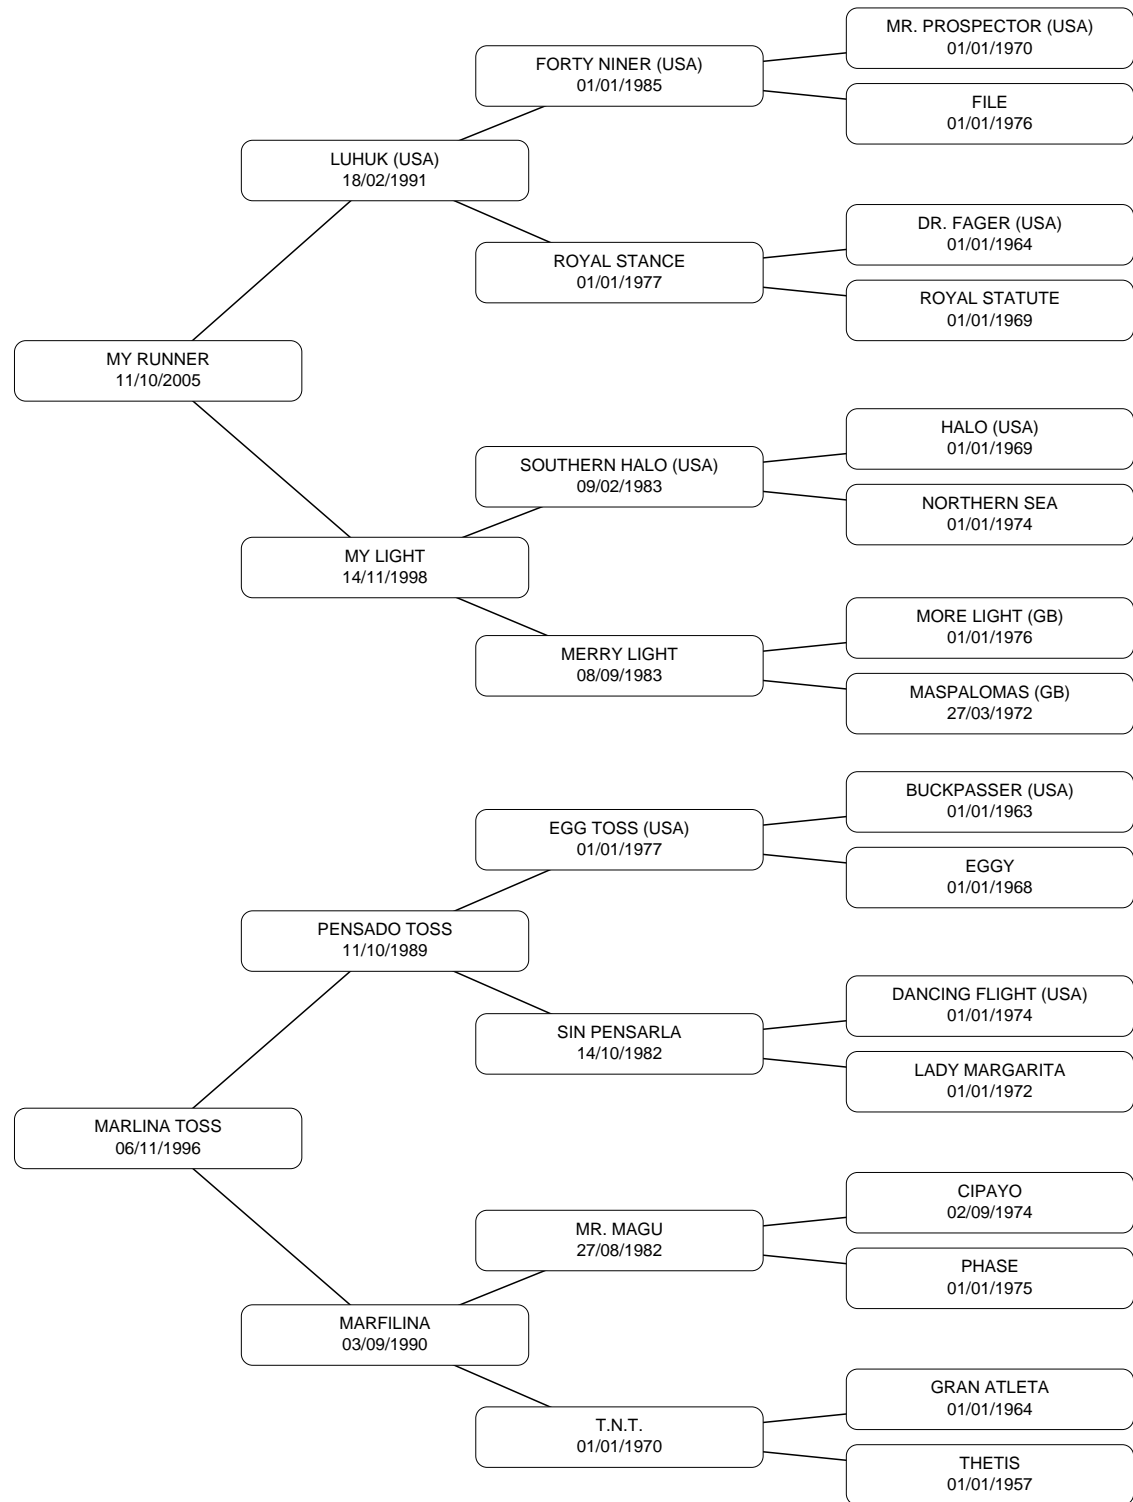 MR. PROSPECTOR (USA)
01/01/1970
FORTY NINER (USA)
01/01/1985
FILE
01/01/1976
LUHUK (USA)
18/02/1991
DR. FAGER (USA)
01/01/1964
ROYAL STANCE
01/01/1977
ROYAL STATUTE
01/01/1969
MY RUNNER
11/10/2005
HALO (USA)
01/01/1969
SOUTHERN HALO (USA)
09/02/1983
NORTHERN SEA
01/01/1974
MY LIGHT
14/11/1998
MORE LIGHT (GB)
01/01/1976
MERRY LIGHT
08/09/1983
MASPALOMAS (GB)
27/03/1972
BUCKPASSER (USA)
01/01/1963
EGG TOSS (USA)
01/01/1977
EGGY
01/01/1968
PENSADO TOSS
11/10/1989
DANCING FLIGHT (USA)
01/01/1974
SIN PENSARLA
14/10/1982
LADY MARGARITA
01/01/1972
MARLINA TOSS
06/11/1996
CIPAYO
02/09/1974
MR. MAGU
27/08/1982
PHASE
01/01/1975
MARFILINA
03/09/1990
GRAN ATLETA
01/01/1964
T.N.T.
01/01/1970
THETIS
01/01/1957